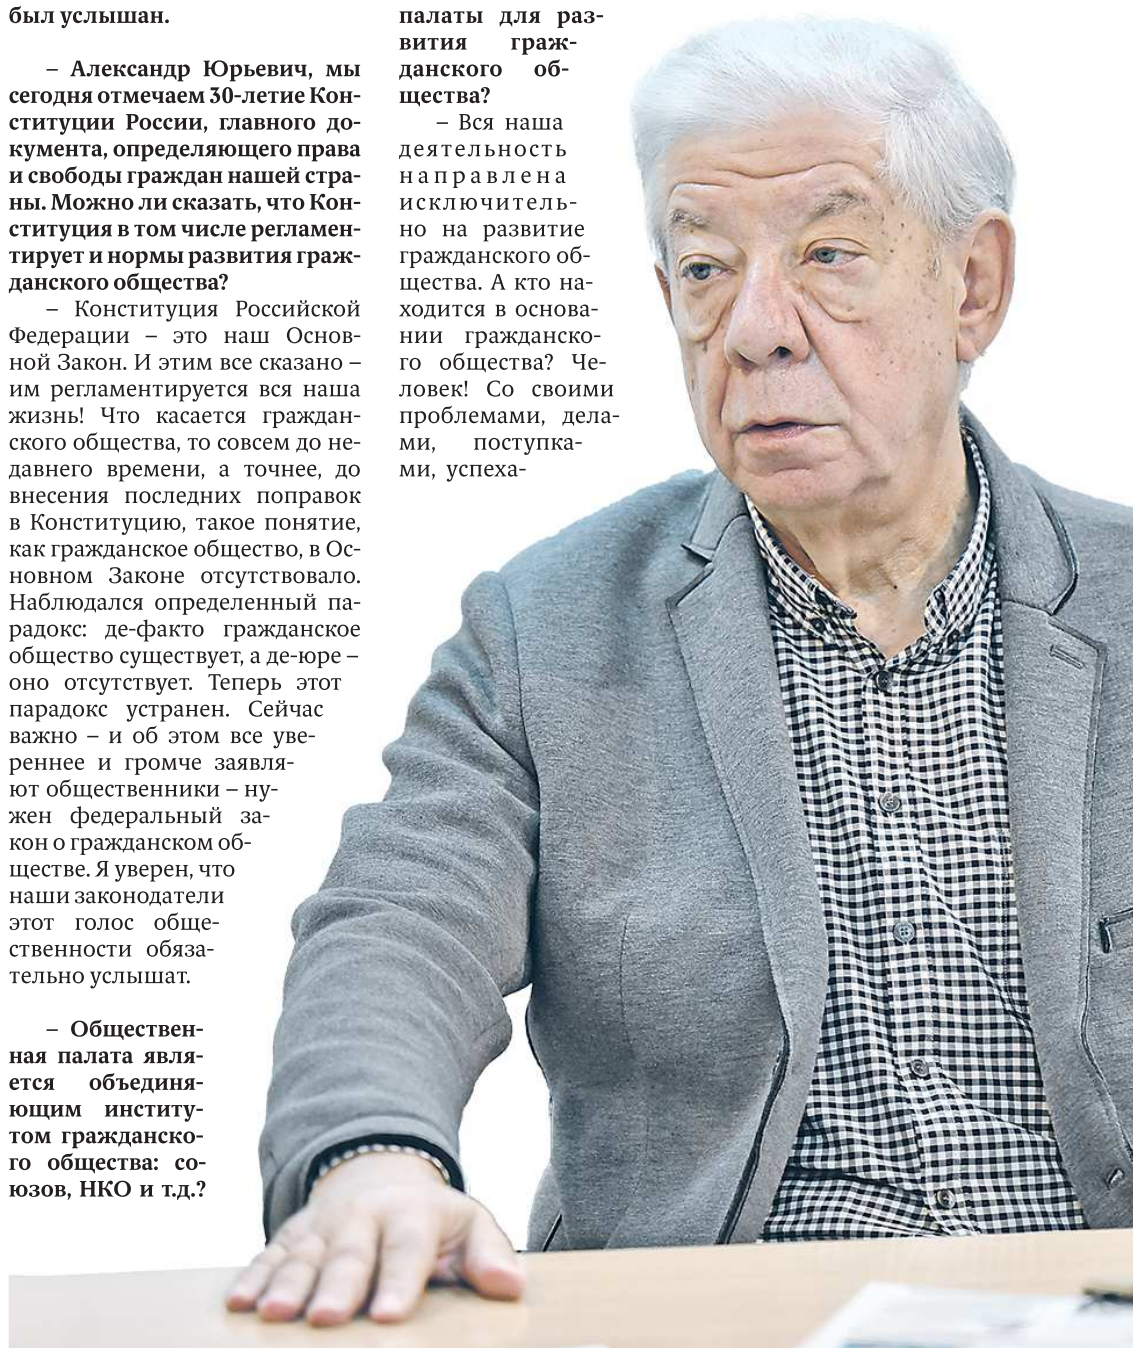 был услышан.
– Александр Юрьевич, мы
сегодня отмечаем 30-летие Кон-
ституции России, главного до-
кумента, определяющего права
и свободы граждан нашей стра-
ны. Можно ли сказать, что Кон-
ституция в том числе регламен-
тирует и нормы развития граж-
данского общества?
– Конституция Российской
Федерации – это наш Основ-
ной Закон. И этим все сказано –
им регламентируется вся наша
жизнь! Что касается граждан-
ского общества, то совсем до не-
давнего времени, а точнее, до
внесения последних поправок
в Конституцию, такое понятие,
как гражданское общество, в Ос-
новном Законе отсутствовало.
Наблюдался определенный па-
радокс: де-факто гражданское
общество существует, а де-юре –
оно отсутствует. Теперь этот
парадокс устранен. Сейчас
важно – и об этом все уве-
реннее и громче заявля-
ют общественники – ну-
жен федеральный за-
кон о гражданском об-
ществе. Я уверен, что
наши законодатели
этот голос обще-
ственности обяза-
тельно услышат.
– Обществен-
ная палата явля-
ется объединя-
ющим институ-
том гражданско-
го общества: со-
юзов, НКО и т.д.?
палаты для раз-
вития граж-
данского об-
щества?
– Вся наша
деятельность
направлена
исключитель-
но на развитие
гражданского об-
щества. А кто на-
ходится в основа-
нии гражданско-
го общества? Че-
ловек! Со своими
проблемами, дела-
ми, поступка-
ми, успеха-